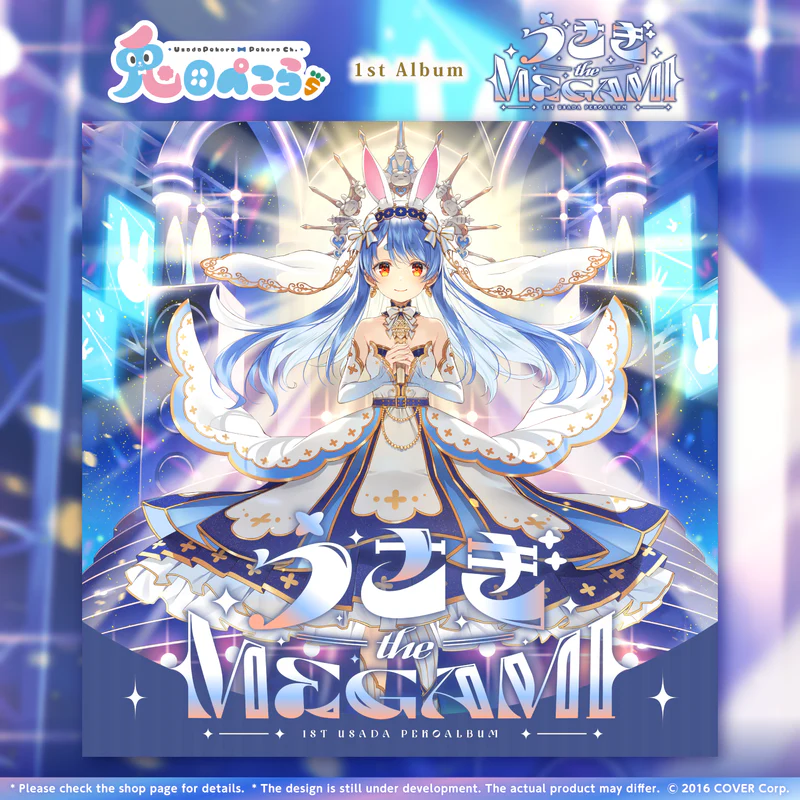 UsadaPekora Pekora Ch.
兎田ぺこら
1st Album
うさぎ
the
MEGAMI
1ST USADA PEKOALBUM
うさぎ
the
MEGAMI
1ST USADA PEKOALBUM
* Please check the shop page for details. * The design is still under development. The actual product may differ. © 2016 COVER Corp.